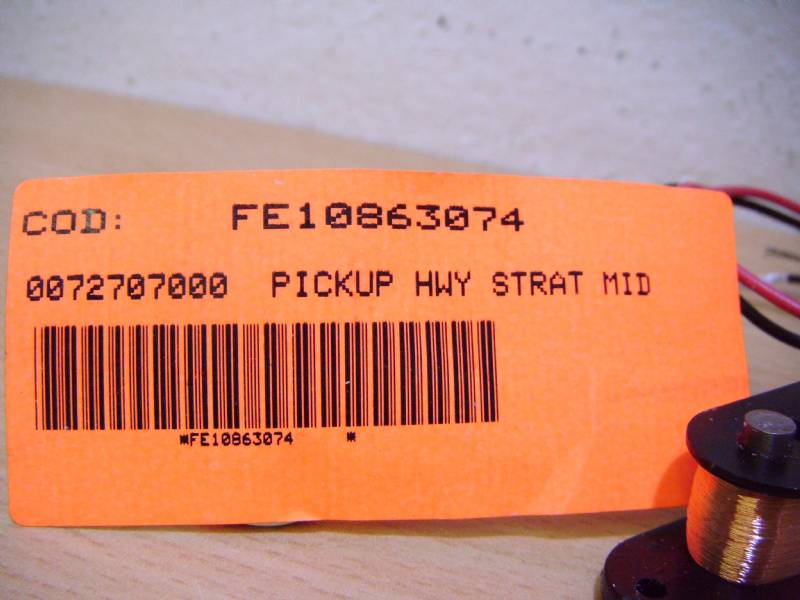 COD: FE10863074
0072707000 PICKUP HWY STRAT MID
*FE10863074 *